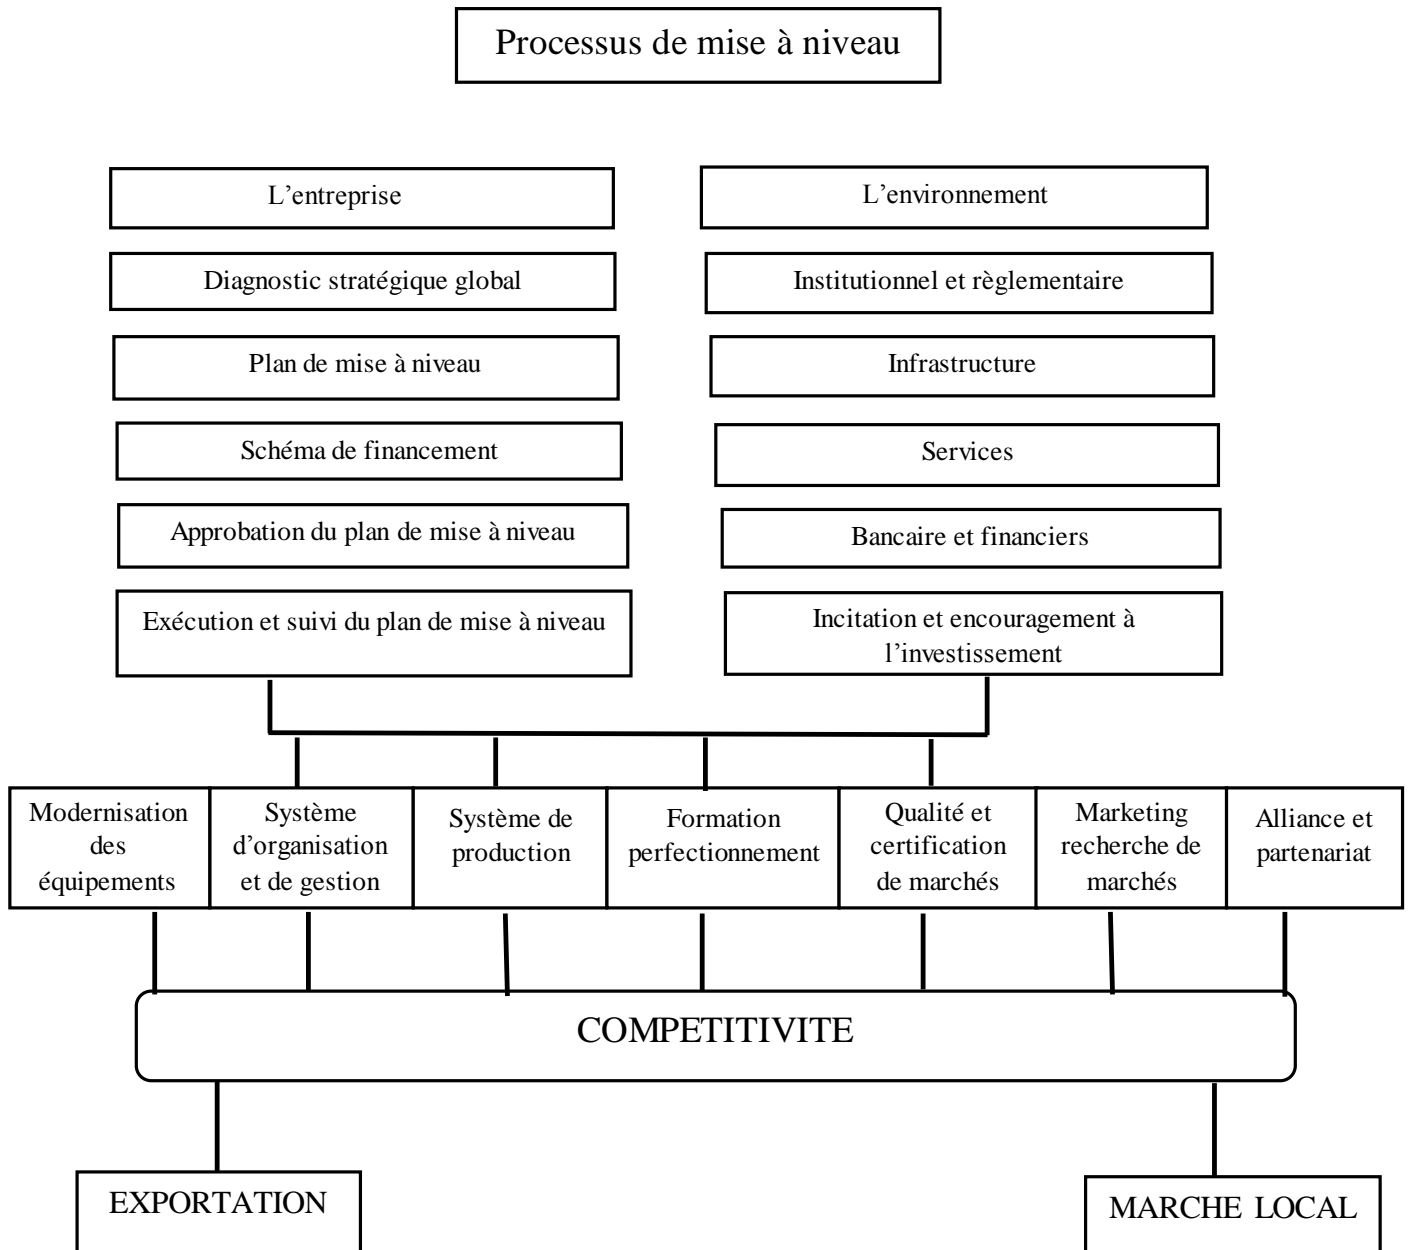 Processus de mise à niveau
L’entreprise
Diagnostic stratégique global
Plan de mise à niveau
Schéma de financement
Approbation du plan de mise à niveau
Exécution et suivi du plan de mise à niveau
L’environnement
Institutionnel et règlementaire
Infrastructure
Services
Bancaire et financiers
Incitation et encouragement à
l’investissement
Modernisation
des
équipements
Système
d’organisation
et de gestion
Système de
production
Formation
perfectionnement
Qualité et
certification
de marchés
Marketing
recherche de
marchés
Alliance et
partenariat
COMPETITIVITE
EXPORTATION
MARCHE LOCAL